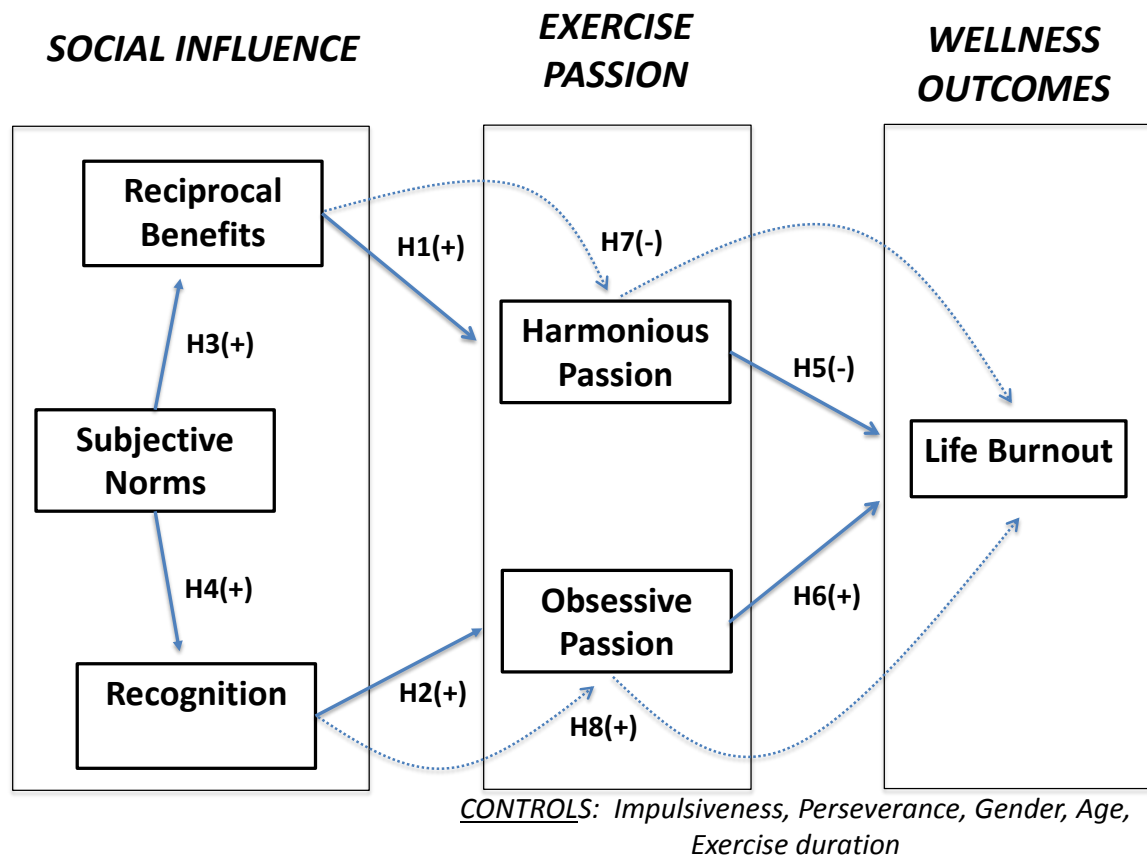 SOCIAL INFLUENCE
EXERCISE
PASSION
WELLNESS
OUTCOMES
Reciprocal
Benefits
H1(+)
H7(-)
H3(+)
Harmonious
Passion
H5(-)
Subjective
Norms
Life Burnout
H4(+)
Obsessive
Passion
H6(+)
Recognition
H2(+)
H8(+)
CONTROLS: Impulsiveness, Perseverance, Gender, Age,
Exercise duration